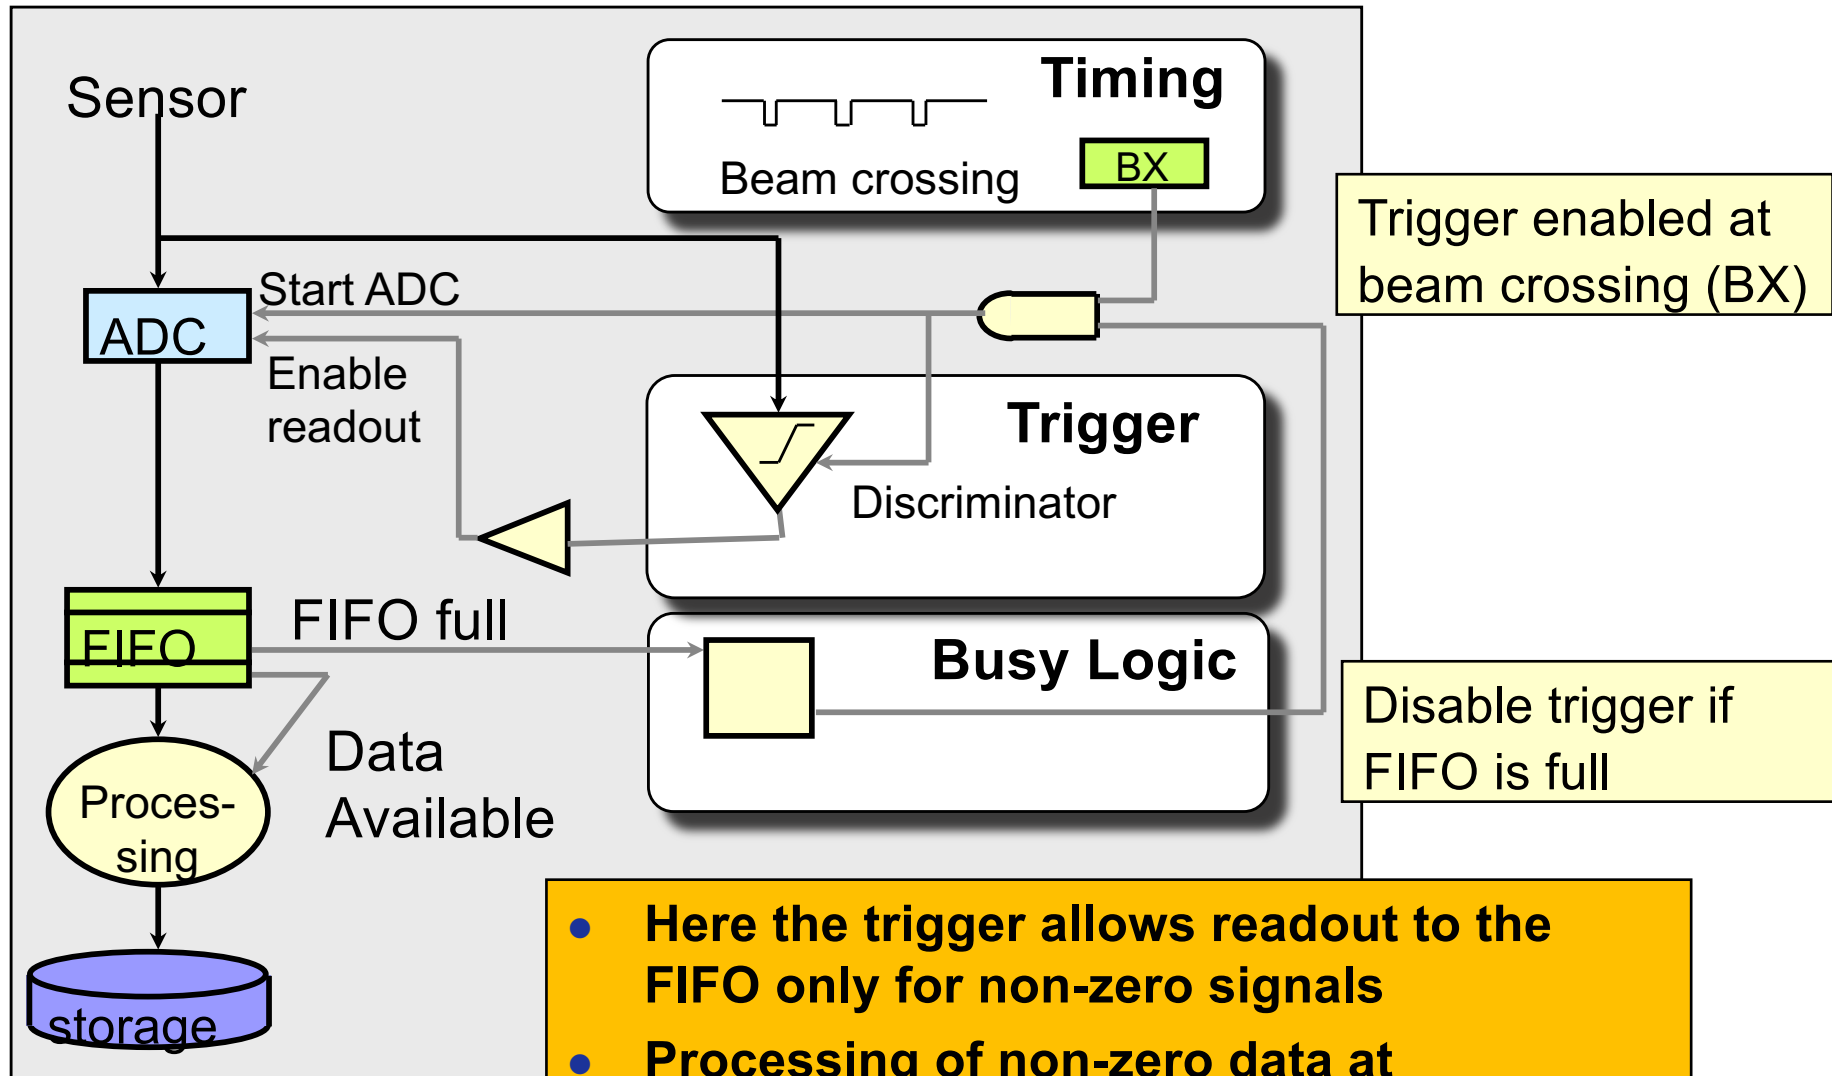 Sensor
Timing
Beam crossing
BX
Trigger enabled at
beam crossing (BX)
Start ADC
ADC
Enable
readout
Trigger
Discriminator
FIFO
FIFO full
Busy Logic
Disable trigger if
FIFO is full
Data
Available
Proces-
sing
storage
● Here the trigger allows readout to the
FIFO only for non-zero signals
● Processing of non-zero data at